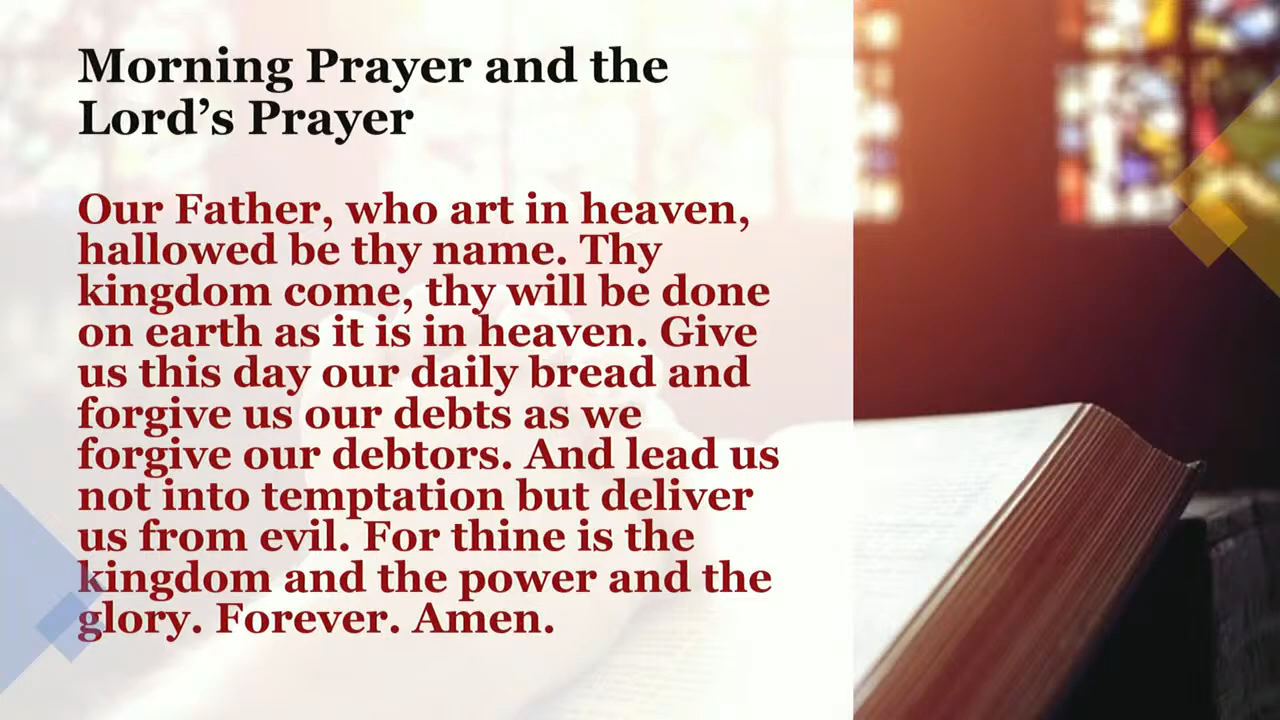 Morning Prayer and the
Lord’s Prayer
Our Father, who art in heaven,
hallowed be thy name. Thy
kingdom come, thy will be done
on earth as it is in heaven. Give
us this day our daily bread and
forgive us our debts as we
forgive our debtors. And lead us
not into temptation but deliver
us from evil. For thine is the
kingdom and the power and the
glory. Forever. Amen.